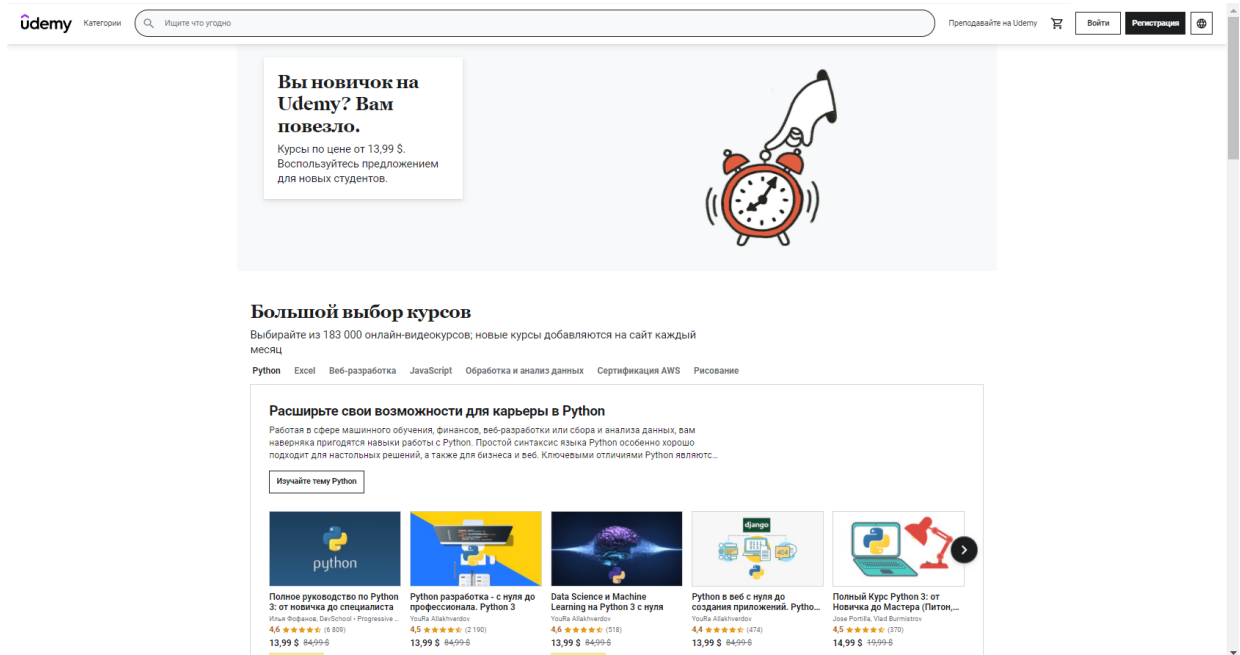 ûdemy Категории Ищите что угодно Преподавайте на Udemy Войти Регистрация
Вы новичок на
Udemy? Вам
повезло.
Курсы по цене от 13,99 $.
Воспользуйтесь предложением
для новых студентов.
Большой выбор курсов
Выбирайте из 183 000 онлайн-видеокурсов; новые курсы добавляются на сайт каждый
месяц
Python Excel Веб-разработка JavaScript Обработка и анализ данных Сертификация AWS Рисование
Расширьте свои возможности для карьеры в Python
Работая в сфере машинного обучения, финансов, веб-разработки или сбора и анализа данных, вам
наверняка пригодятся навыки работы с Python. Простой синтаксис языка Python особенно хорошо
подходит для настольных решений, а также для бизнеса и веб. Ключевыми отличиями Python являютс...
Изучайте тему Python
python
django
404
Полное руководство по Python
3: от новичка до специалиста
Илья Фофанов, DevSchool • Progressive ...
4,6 (6 809)
13,99 $ 84,99 $
Python разработка - с нуля до
профессионала. Python 3
YouRa Allakhverdov
4,5 (2 190)
13,99 $ 84,99 $
Data Science и Machine
Learning на Python 3 с нуля
YouRa Allakhverdov
4,6 (518)
13,99 $ 84,99 $
Python в веб с нуля до
создания приложений. Pytho...
YouRa Allakhverdov
4,4 (474)
13,99 $ 84,99 $
Полный Курс Python 3: от
Новичка до Мастера (Питон,...
Jose Portilla, Vlad Burmistrov
4,5 (370)
14,99 $ 19,99 $